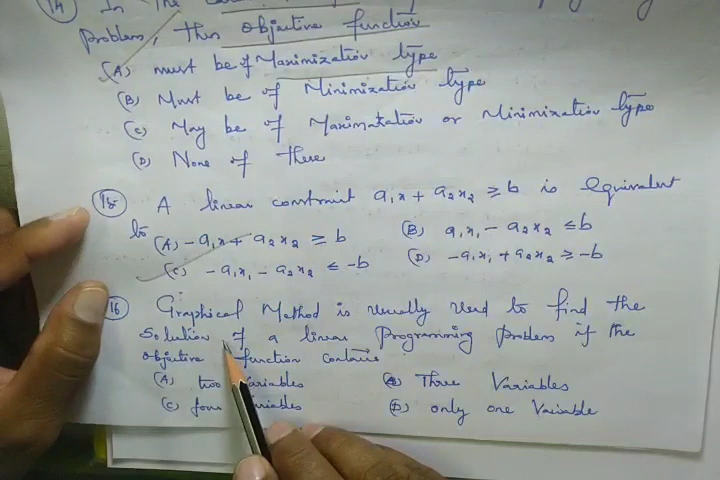 14 In the
Problem, then objective function
(A) must be of Maximization type
(B) Must be of Minimization type
(C) May be of Maximization or Minimization type
(D) None of these
15 A linear constraint a₁x + a₂x₂ ≥ b is Equivalent
to (A) -a₁x + a₂x₂ ≥ b (B) a₁x₁ - a₂x₂ ≤ b
(C) -a₁x₁ - a₂x₂ ≤ -b (D) -a₁x₁ + a₂x₂ ≥ -b
16 Graphical Method is usually used to find the
Solution of a linear Programming Problem if the
objective function contains
(A) two Variables (B) Three Variables
(C) four Variables (D) only one Variable